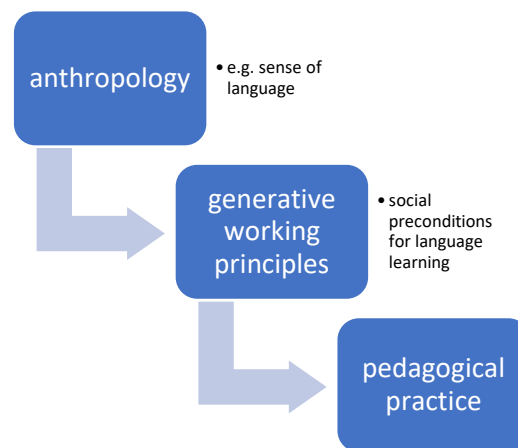 anthropology
• e.g. sense of
language
generative
working
principles
• social
preconditions
for language
learning
pedagogical
practice